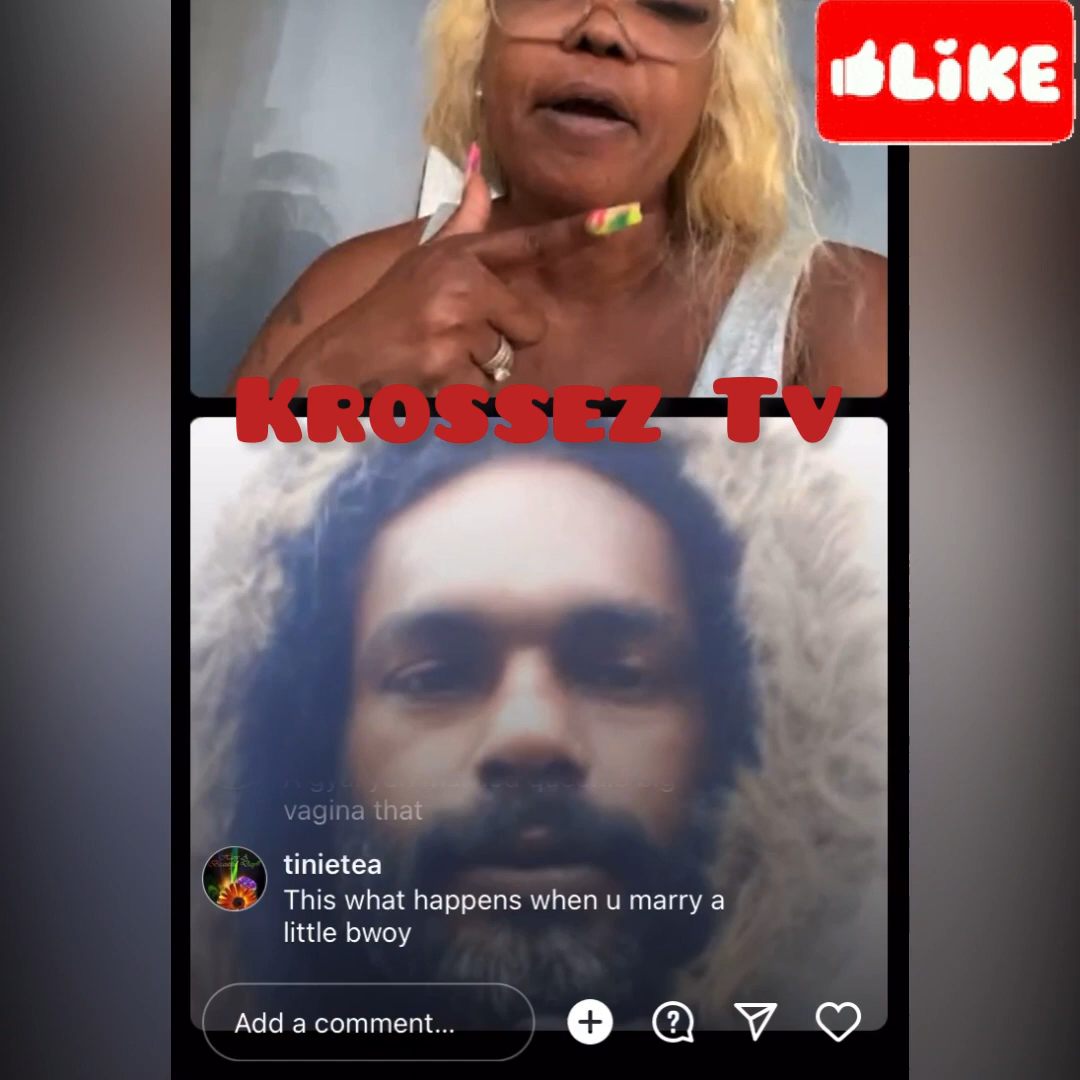 LiKE
KROSSEZ TV
vagina that
tinietea
This what happens when u marry a
little bwoy
Add a comment...